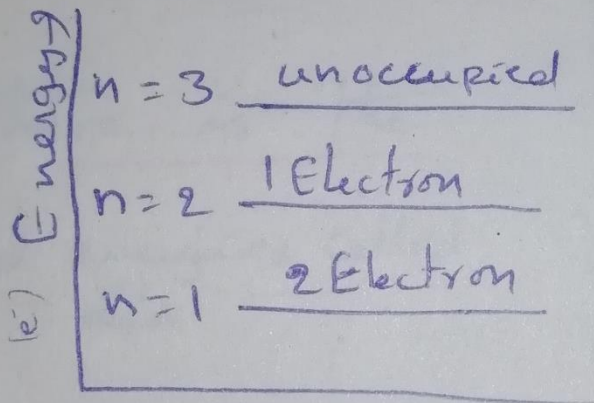 Energy →
n = 3 unoccupied
n = 2 1 Electron
n = 1 2 Electron
(e⁻)